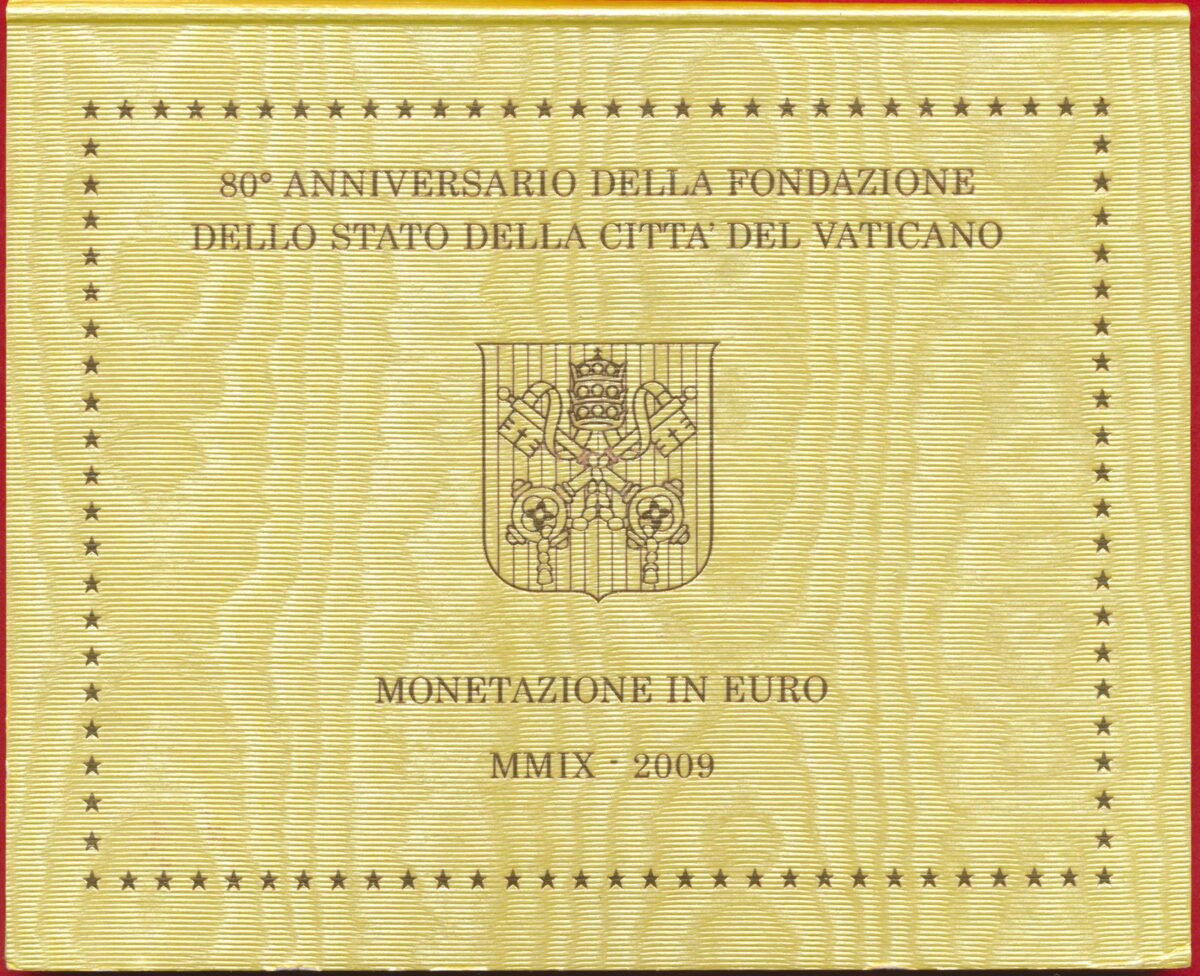 80° ANNIVERSARIO DELLA FONDAZIONE
DELLO STATO DELLA CITTA' DEL VATICANO
MONETAZIONE IN EURO
MMIX - 2009